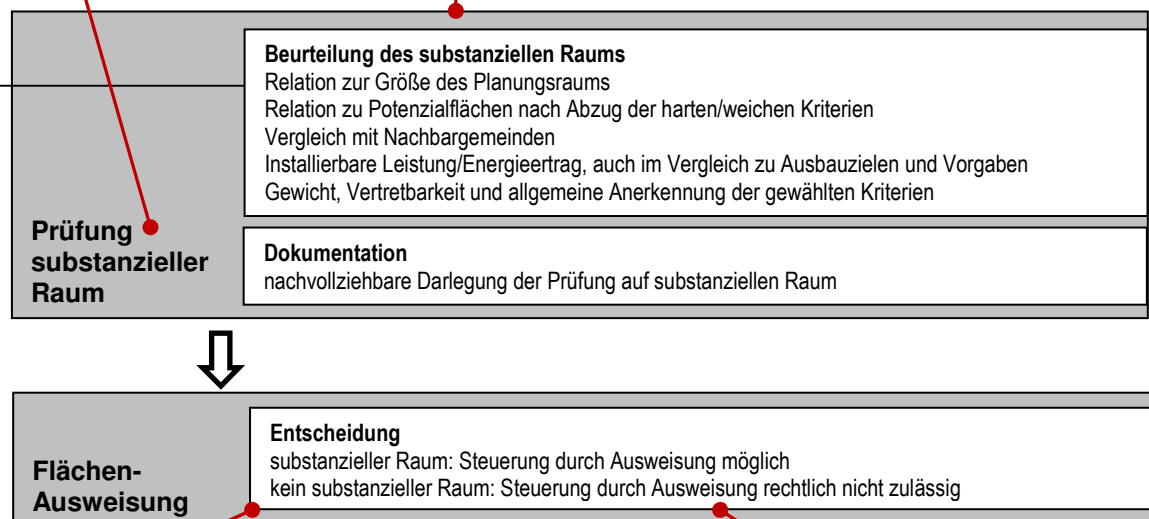 Beurteilung des substanziellen Raums
Relation zur Größe des Planungsraums
Relation zu Potenzialflächen nach Abzug der harten/weichen Kriterien
Vergleich mit Nachbargemeinden
Installierbare Leistung/Energieertrag, auch im Vergleich zu Ausbauzielen und Vorgaben
Gewicht, Vertretbarkeit und allgemeine Anerkennung der gewählten Kriterien
Prüfung
substanzieller
Raum
Dokumentation
nachvollziehbare Darlegung der Prüfung auf substanziellen Raum
Entscheidung
substanzieller Raum: Steuerung durch Ausweisung möglich
kein substanzieller Raum: Steuerung durch Ausweisung rechtlich nicht zulässig
Flächen-
Ausweisung